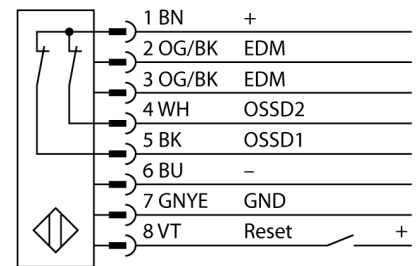 1 BN +
2 OG/BK EDM
3 OG/BK EDM
4 WH OSSD2
5 BK OSSD1
6 BU –
7 GNYE GND
8 VT Reset +